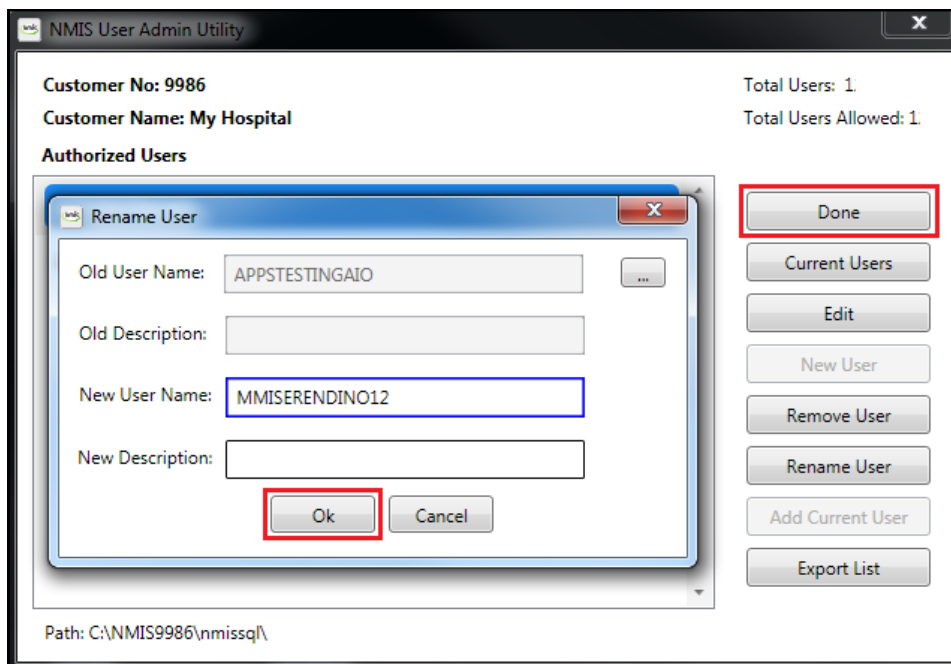 NMIS User Admin Utility
Customer No: 9986
Total Users: 1
Customer Name: My Hospital
Total Users Allowed: 1
Authorized Users
Rename User
Old User Name: APPSTESTINGAIO ...
Old Description:
New User Name: MMISERENDINO12
New Description:
Ok Cancel
Done
Current Users
Edit
New User
Remove User
Rename User
Add Current User
Export List
Path: C:\NMIS9986\nmissql\